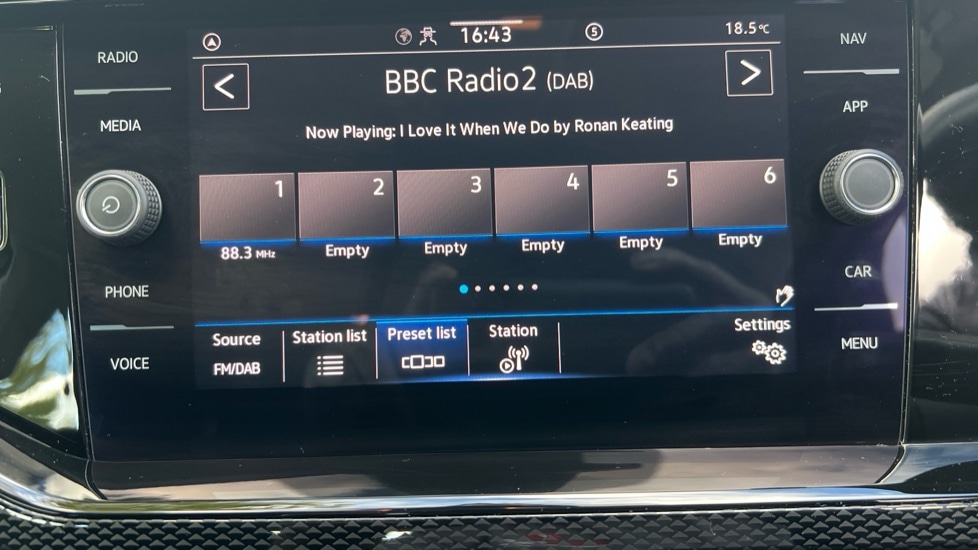 RADIO
MEDIA
PHONE
VOICE
16:43
5
18.5°C
<
BBC Radio2 (DAB)
>
Now Playing: I Love It When We Do by Ronan Keating
1
2
3
4
5
6
88.3 MHz
Empty
Empty
Empty
Empty
Empty
Source
FM/DAB
Station list
Preset list
Station
Settings
NAV
APP
CAR
MENU